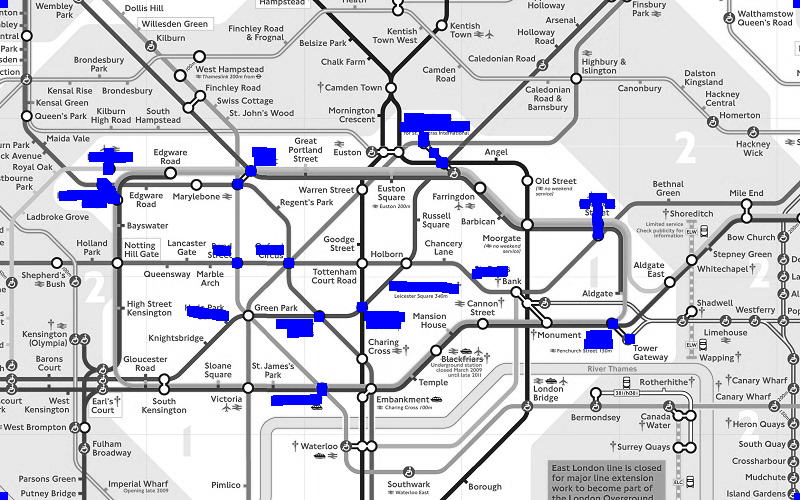 Wembley
Park
Dollis Hill
Willesden Green
Kilburn
Hampstead
Heath
Finchley Road
& Frognal
Belsize Park
Chalk Farm
Camden Town
Mornington
Crescent
Kentish
Town West
Kentish
Town
Camden
Road
Holloway
Arsenal
Holloway
Road
Caledonian Road
Finsbury
Park
Highbury &
Islington
Caledonian
Road &
Barnsbury
Canonbury
Dalston
Kingsland
Hackney
Central
Homerton
Hackney
Wick
Walthamstow
Queen's Road
Brondesbury
Park
Brondesbury
West Hampstead
Thameslink 200m from
Finchley Road
Swiss Cottage
St. John's Wood
Kensal Rise
Kensal Green
Queen's Park
Kilburn
High Road
South
Hampstead
Maida Vale
Royal Oak
Ladbroke Grove
Edgware
Road
Marylebone
Edgware
Road
Bayswater
Great
Portland
Street
Euston
Warren Street
Regent's Park
Euston
Square
Euston 200m
Russell
Square
Angel
Farringdon
Barbican
Old Street
(no weekend
service)
Moorgate
(no weekend
service)
Chancery
Lane
Holborn
Goodge
Street
Tottenham
Court Road
Street
2
Bethnal
Green
Mile End
Shoreditch
Limited service
Check publicity for
information
ELW
Bow Church
Stepney Green
Whitechapel
Aldgate
East
Aldgate
Shadwell
Westferry
Limehouse
ELW
Wapping
Tower
Gateway
Fenchurch Street 150m
Monument
Bank
Cannon
Street
Mansion
House
Leicester Square 340m
Blackfriars
Underground station
closed March 2009
until late 2011
Temple
Embankment
Charing Cross 100m
Charing
Cross
Green Park
St. James's
Park
Victoria
Sloane
Square
Knightsbridge
South
Kensington
Gloucester
Road
High Street
Kensington
Notting
Hill Gate
Holland
Park
Lancaster
Gate
Queensway
Marble
Arch
Shepherd's
Bush
Kensington
(Olympia)
Barons
Court
West
Kensington
Earl's
Court
West Brompton
Fulham
Broadway
Parsons Green
Putney Bridge
Imperial Wharf
Opening late 2009
Pimlico
1
2
2
Waterloo
Southwark
Waterloo East
Borough
London
Bridge
River Thames
Bermondsey
Rotherhithe
Canada
Water
Surrey Quays
ELC
Canary Wharf
Canary Wharf
Heron Quays
South Quay
Crossharbour
Mudchute
Island Gardens
East London line is closed
for major line extension
work to become part of
the London Overground